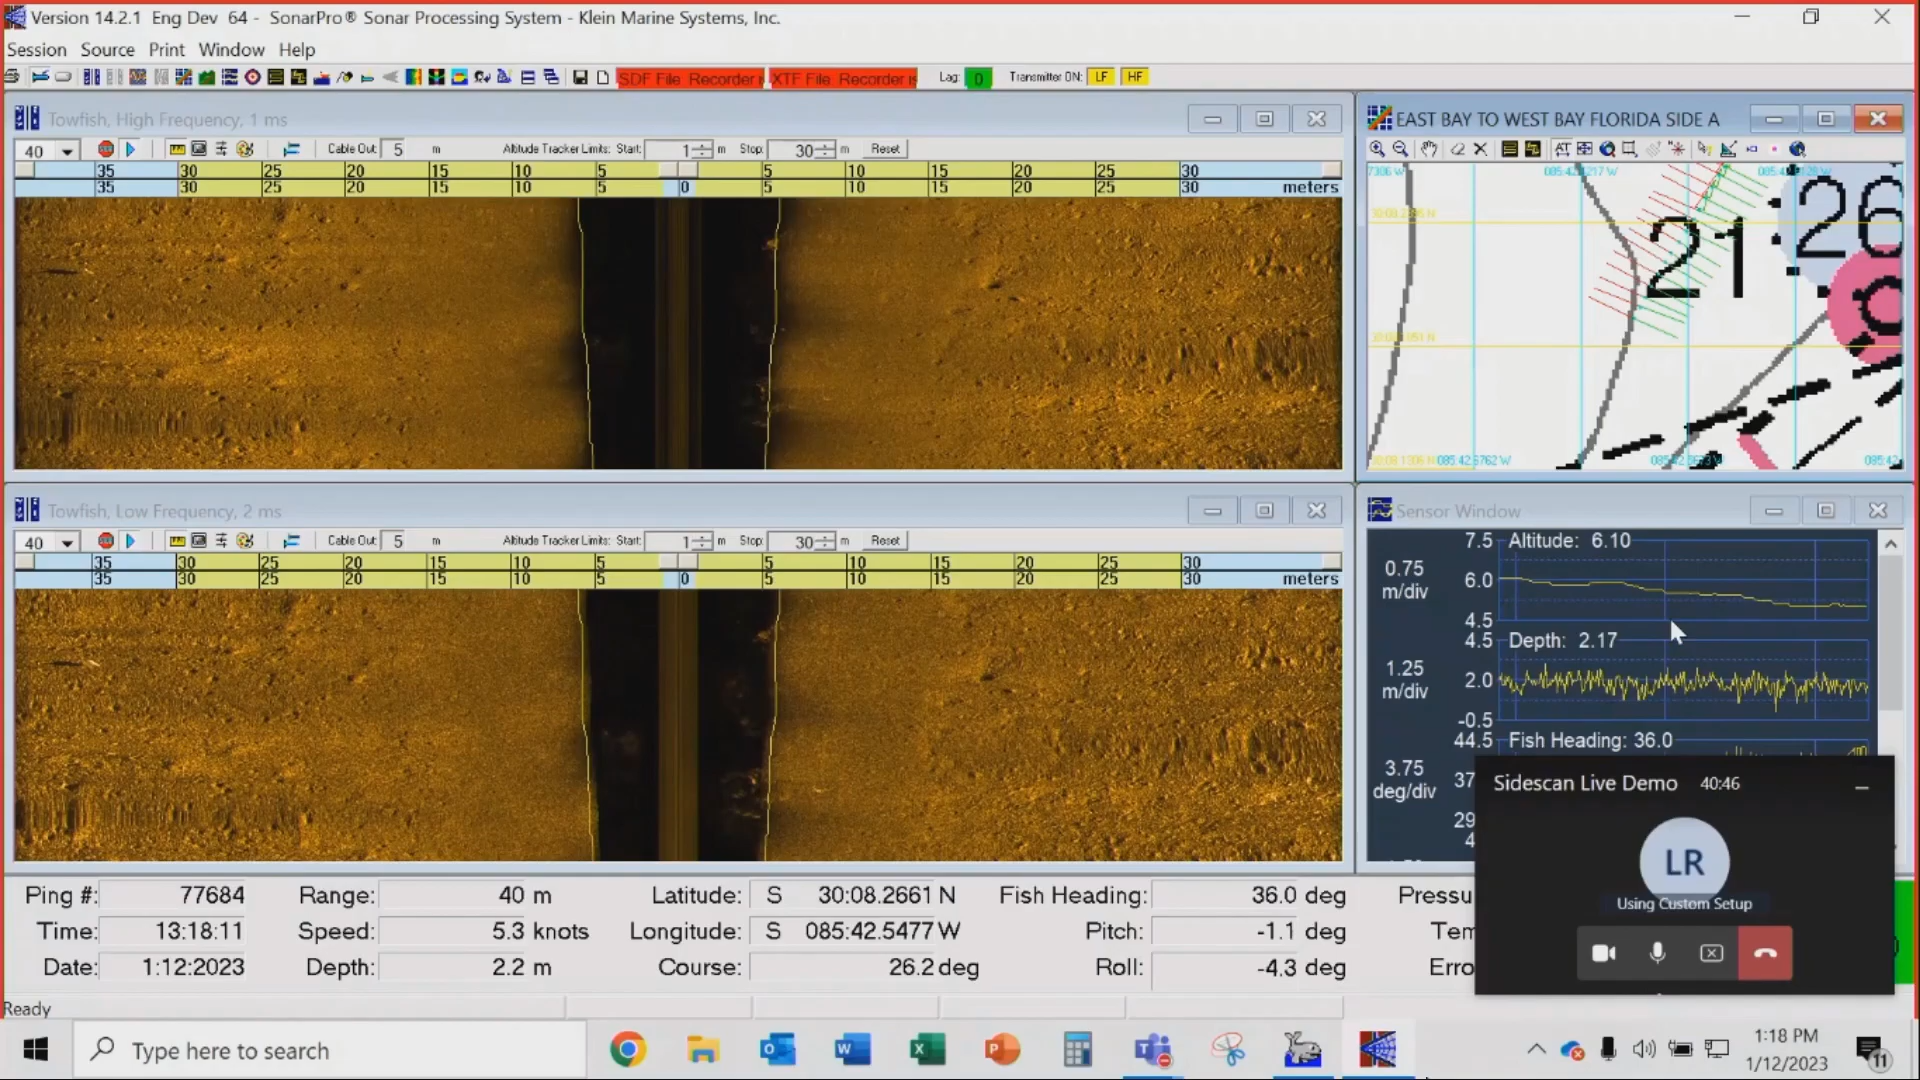 Version 14.2.1 Eng Dev 64 - SonarPro® Sonar Processing System - Klein Marine Systems, Inc.
Session Source Print Window Help
SDF File Recorder XTF File Recorder Lag: 0 Transmitter ON: LF HF
Towfish, High Frequency, 1 ms
40 Cable Out: 5 m Altitude Tracker Limits: Start: 1 m Stop: 30 m Reset
35 30 25 20 15 10 5 5 10 15 20 25 30
35 30 25 20 15 10 5 0 5 10 15 20 25 30 meters
EAST BAY TO WEST BAY FLORIDA SIDE A
7306 W
21
26
Towfish, Low Frequency, 2 ms
40 Cable Out: 5 m Altitude Tracker Limits: Start: 1 m Stop: 30 m Reset
35 30 25 20 15 10 5 5 10 15 20 25 30
35 30 25 20 15 10 5 0 5 10 15 20 25 30 meters
Sensor Window
7.5 Altitude: 6.10
0.75 m/div 6.0
4.5
4.5 Depth: 2.17
1.25 m/div 2.0
-0.5
44.5 Fish Heading: 36.0
3.75 deg/div 37
29
4
Sidescan Live Demo 40:46
LR
Using Custom Setup
Ping #: 77684 Range: 40 m Latitude: S 30:08.2661 N Fish Heading: 36.0 deg Pressu
Time: 13:18:11 Speed: 5.3 knots Longitude: S 085:42.5477 W Pitch: -1.1 deg Tem
Date: 1:12:2023 Depth: 2.2 m Course: 26.2 deg Roll: -4.3 deg Erro
Ready
Type here to search
1:18 PM
1/12/2023
11